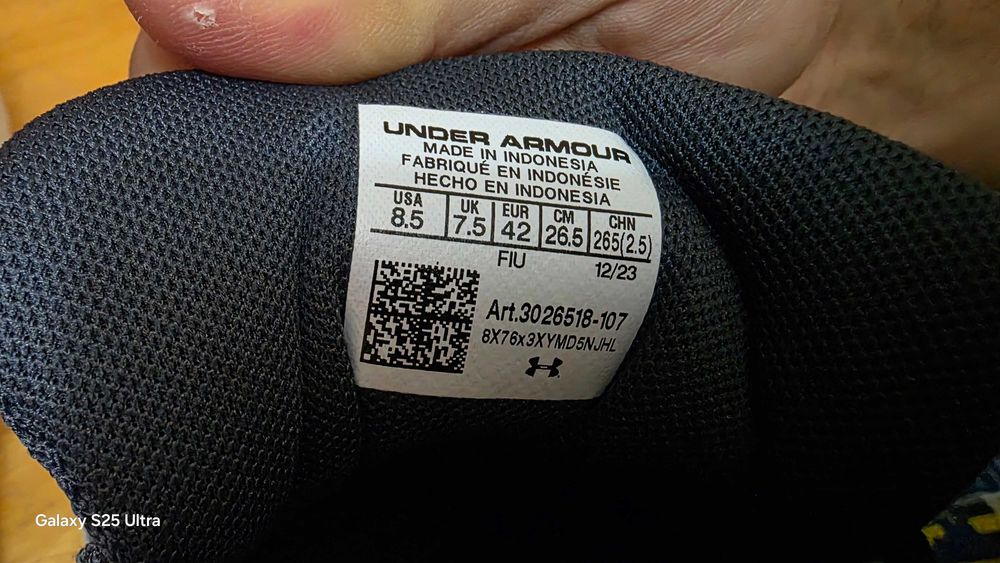 UNDER ARMOUR
MADE IN INDONESIA
FABRIQUÉ EN INDONÉSIE
HECHO EN INDONESIA
USA UK EUR CM CHN
8.5 7.5 42 26.5 265(2.5)
FIU 12/23
Art.3026518-107
8X76x3XYMD5NJHL
Galaxy S25 Ultra